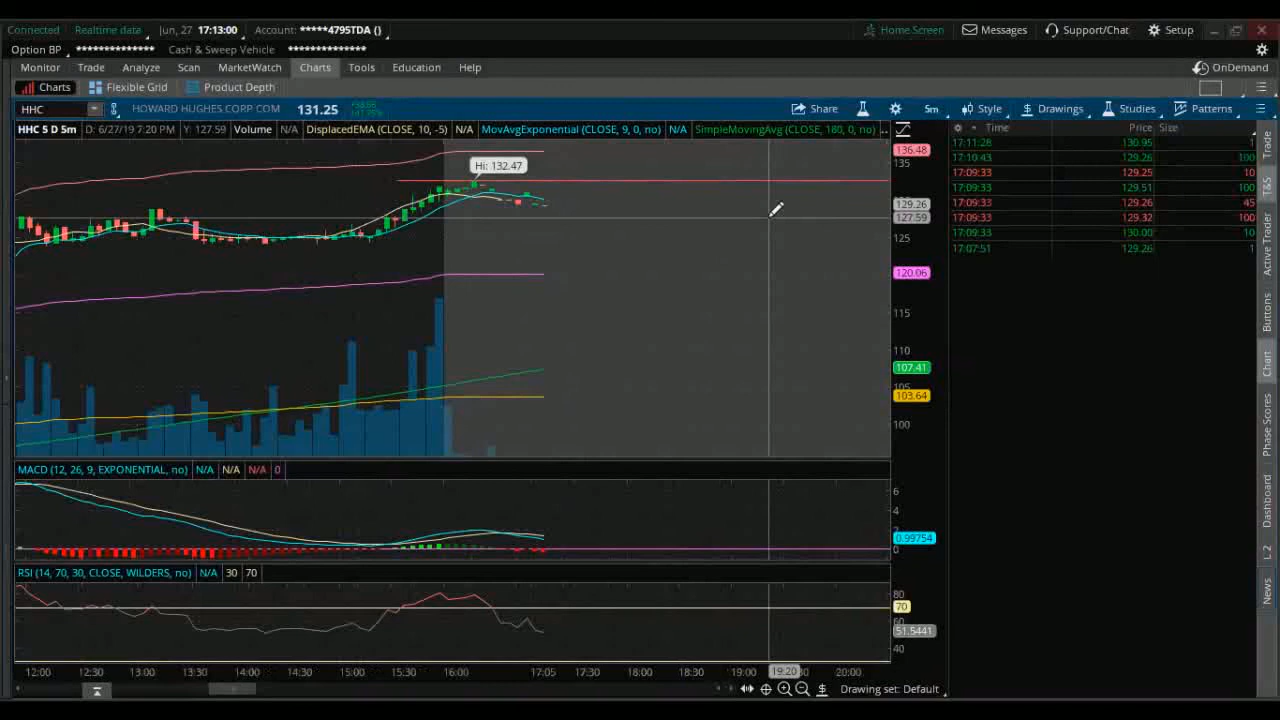 Connected Realtime data Jun, 27 17:13:00 Account: *****4795TDA () Home Screen Messages Support/Chat Setup
Option BP ************** Cash & Sweep Vehicle **************
Monitor Trade Analyze Scan MarketWatch Charts Tools Education Help OnDemand
Charts Flexible Grid Product Depth
HHC HOWARD HUGHES CORP COM 131.25 Share 5m Style Drawings Studies Patterns
HHC 5 D 5m D: 6/27/19 7:20 PM Y: 127.59 Volume N/A DisplacedEMA (CLOSE, 10, -5) N/A MovAvgExponential (CLOSE, 9, 0, no) N/A SimpleMovingAvg (CLOSE, 180, 0, no) ...
Time Price Size
17:11:28 130.95 1
17:10:43 129.26 100
17:09:33 129.25 10
17:09:33 129.51 100
17:09:33 129.26 45
17:09:33 129.32 100
17:09:33 130.00 10
17:07:51 129.26 1
Hi: 132.47
136.48
135
129.26
127.59
125
120.06
115
110
107.41
105
103.64
100
MACD (12, 26, 9, EXPONENTIAL, no) N/A N/A N/A 0
6
4
2
0.99754
0
RSI (14, 70, 30, CLOSE, WILDERS, no) N/A 30 70
80
70
60
51.5441
40
12:00 12:30 13:00 13:30 14:00 14:30 15:00 15:30 16:00 17:05 17:30 18:00 18:30 19:00 19:20 20:00
Drawing set: Default
Trade
T&S
Active Trader
Buttons
Chart
Phase Scores
Dashboard
L 2
News